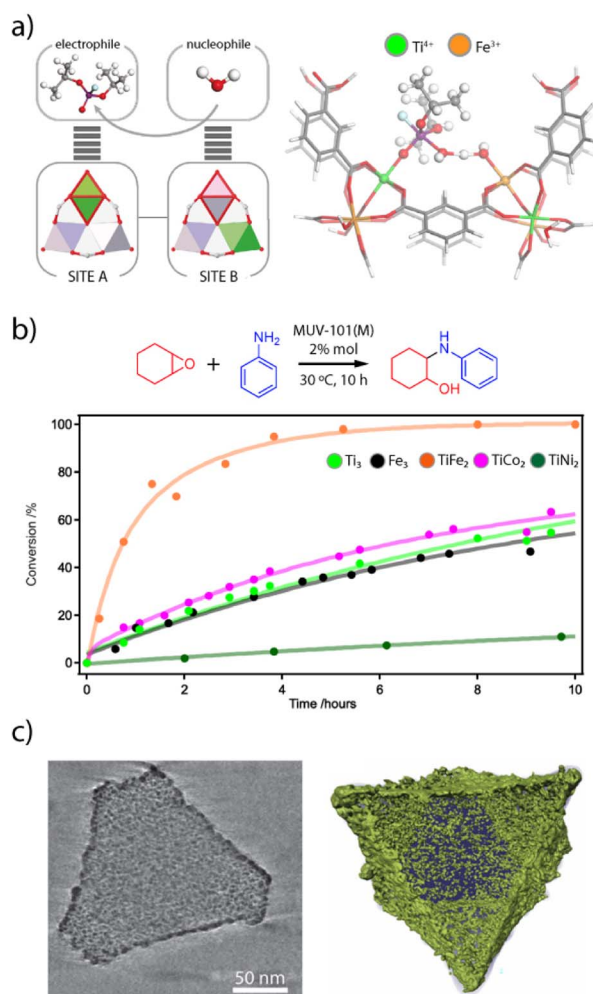 a)
electrophile
nucleophile
SITE A
SITE B
Ti⁴⁺
Fe³⁺
b)
O
+
NH₂
MUV-101(M)
2% mol
30 ºC, 10 h
H
N
OH
100
80
60
40
20
0
Conversion /%
Ti₃
Fe₃
TiFe₂
TiCo₂
TiNi₂
0
2
4
6
8
10
Time /hours
c)
50 nm